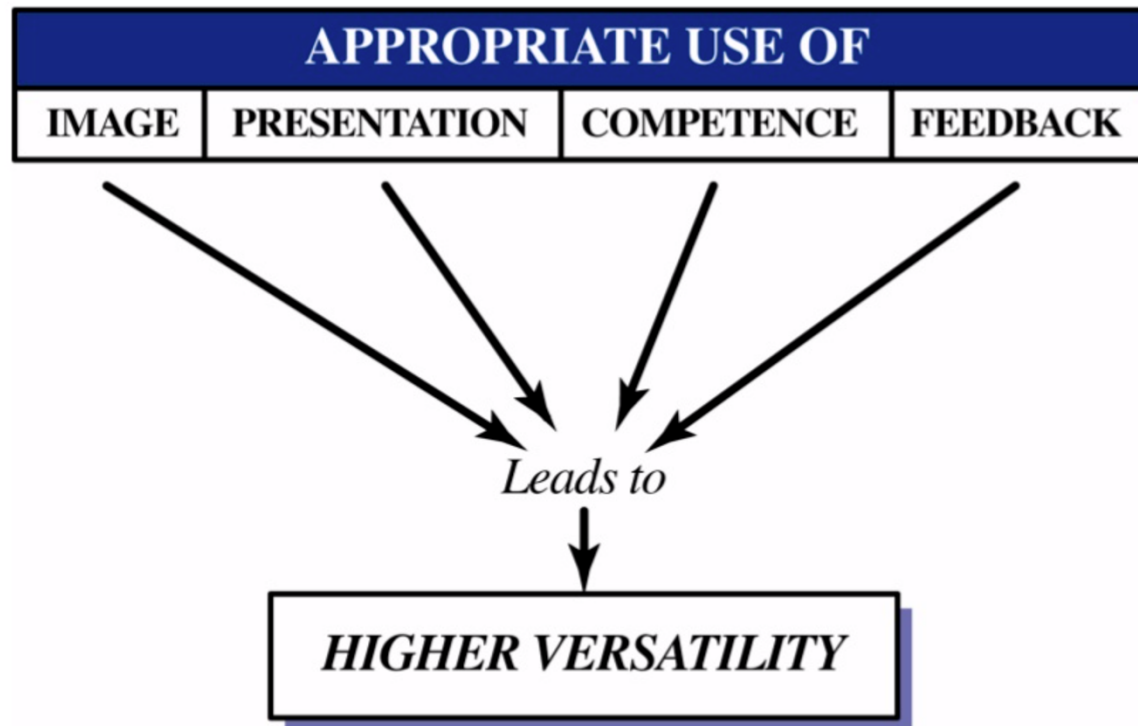 APPROPRIATE USE OF
IMAGE PRESENTATION COMPETENCE FEEDBACK
Leads to
HIGHER VERSATILITY